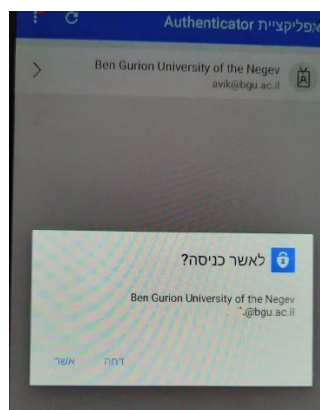 אפליקציית Authenticator
Ben Gurion University of the Negev
avik@bgu.ac.il
לאשר כניסה?
Ben Gurion University of the Negev
@bgu.ac.il
דחה
אשר